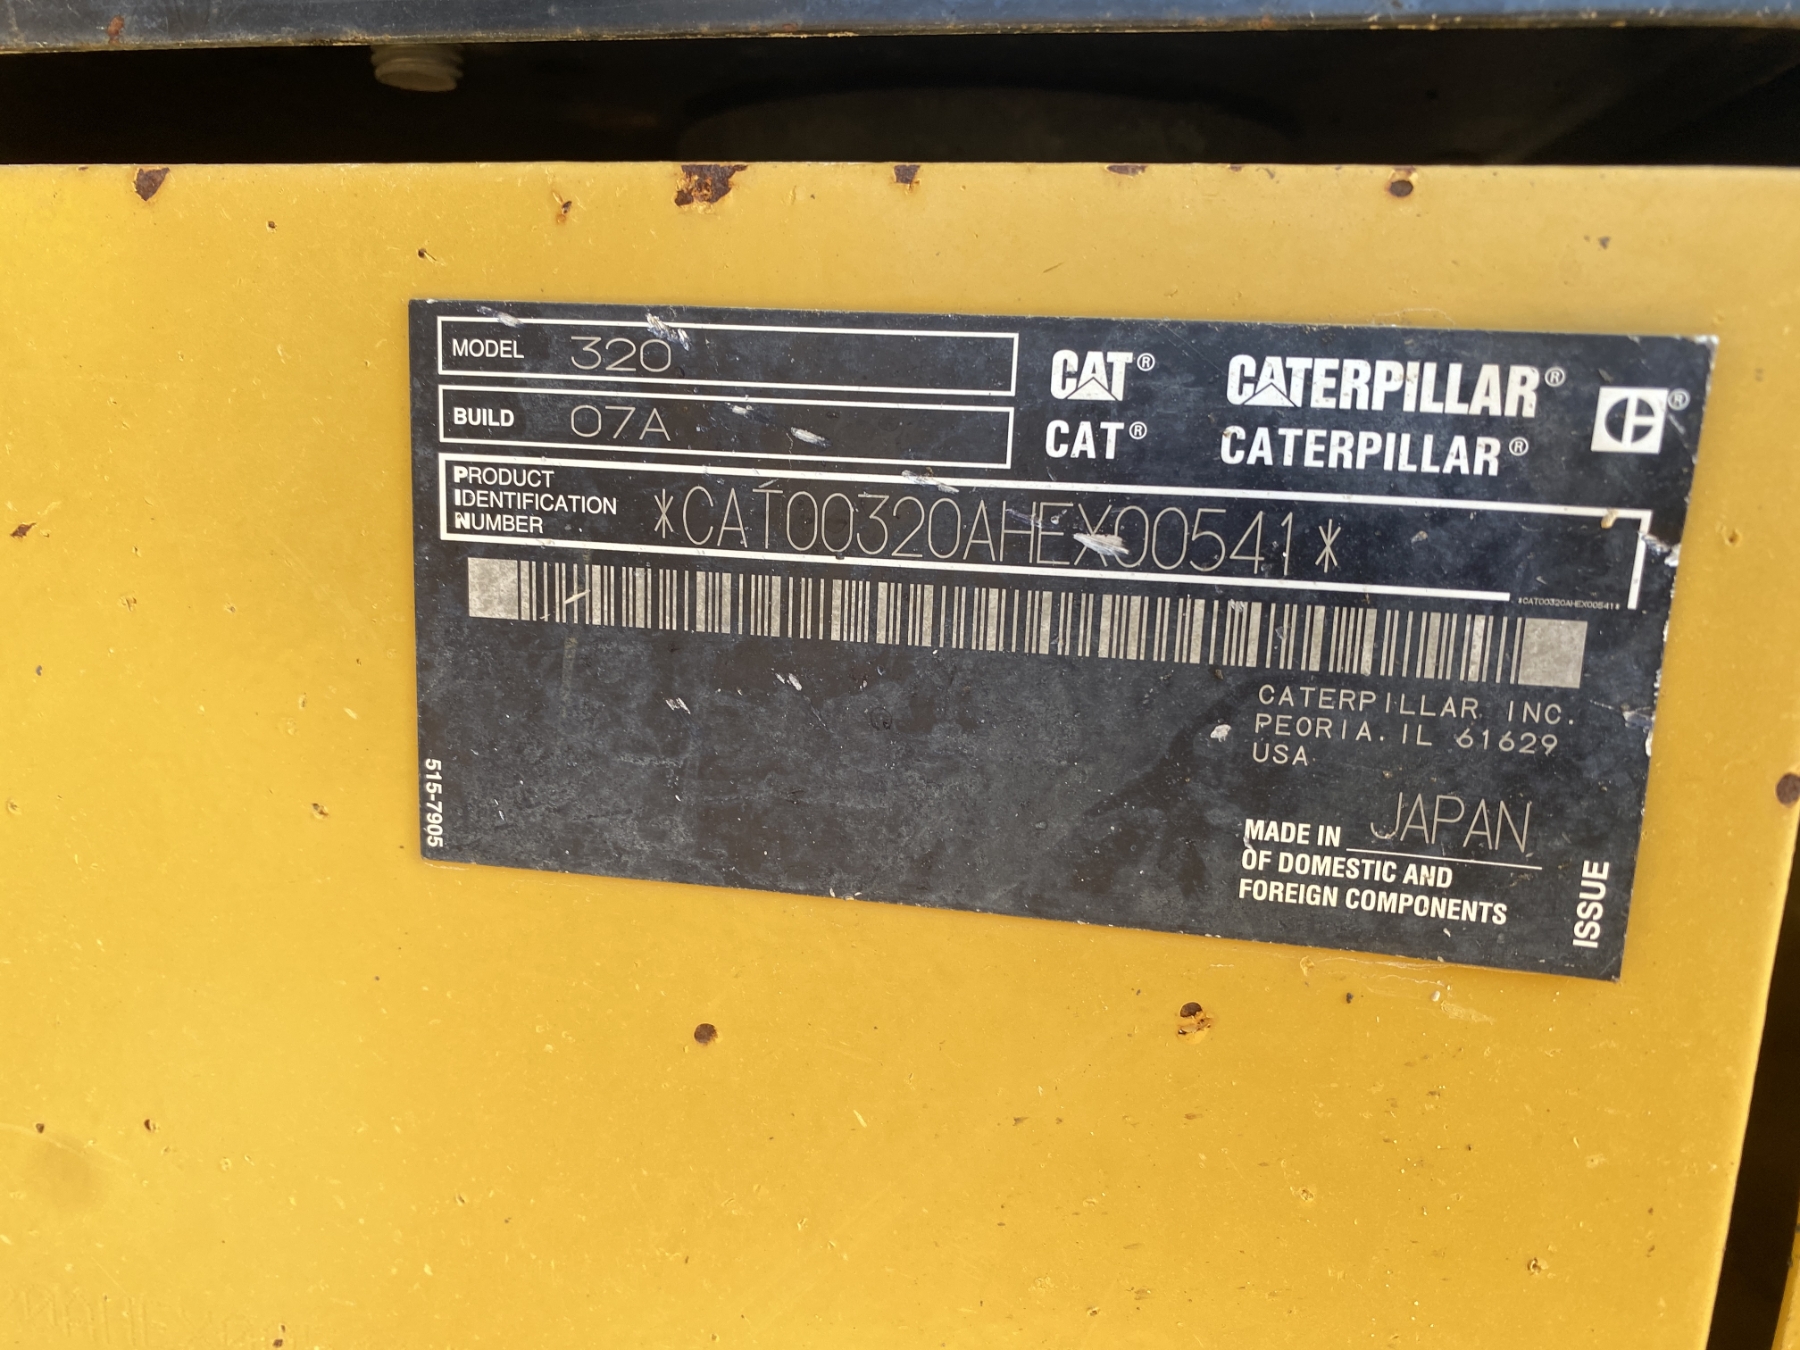 MODEL 320
BUILD 07A
CAT® CATERPILLAR®
CAT® CATERPILLAR®
PRODUCT
IDENTIFICATION
NUMBER
*CAT00320AHEX00541*
*CAT00320AHEX00541*
CATERPILLAR INC.
PEORIA, IL 61629
USA
MADE IN JAPAN
OF DOMESTIC AND
FOREIGN COMPONENTS
515-7905
ISSUE